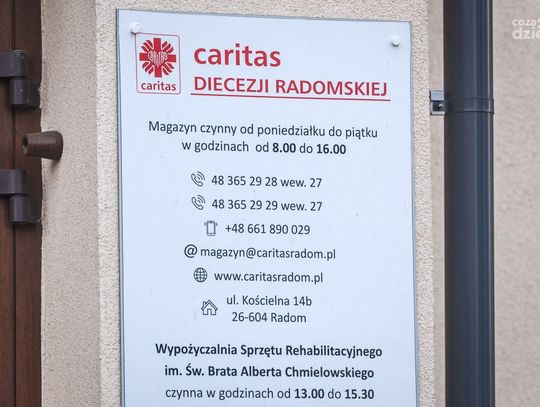 caritas
DIECEZJI RADOMSKIEJ
caritas
Magazyn czynny od poniedziałku do piątku
w godzinach od 8.00 do 16.00
48 365 29 28 wew. 27
48 365 29 29 wew. 27
+48 661 890 029
@ magazyn@caritasradom.pl
www.caritasradom.pl
ul. Kościelna 14b
26-604 Radom
Wypożyczalnia Sprzętu Rehabilitacyjnego
im. Św. Brata Alberta Chmielowskiego
czynna w godzinach od 13.00 do 15.30